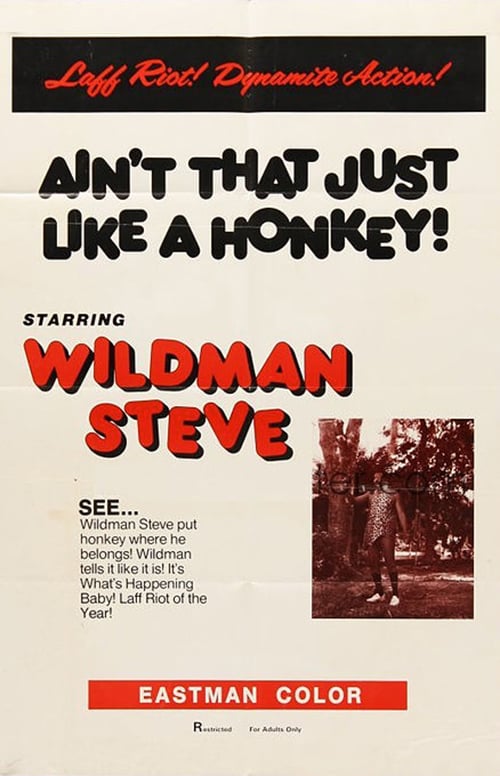 Laff Riot! Dynamite Action!
AIN'T THAT JUST
LIKE A HONKEY!
STARRING
WILDMAN
STEVE
SEE...
Wildman Steve put
honkey where he
belongs! Wildman
tells it like it is! It's
What's Happening
Baby! Laff Riot of the
Year!
EASTMAN COLOR
Restricted For Adults Only